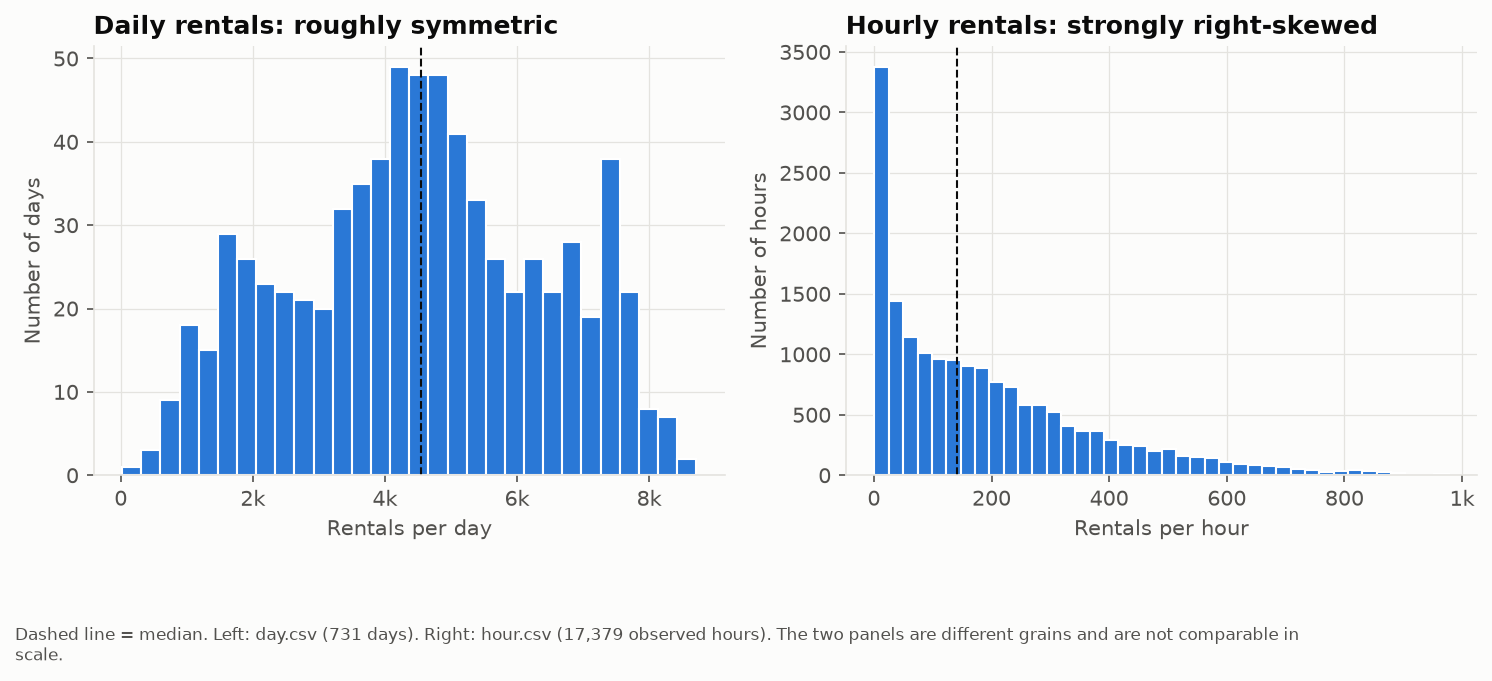 Daily rentals: roughly symmetric
50
40
30
20
10
0
Number of days
0 2k 4k 6k 8k
Rentals per day
Hourly rentals: strongly right-skewed
3500
3000
2500
2000
1500
1000
500
0
Number of hours
0 200 400 600 800 1k
Rentals per hour
Dashed line = median. Left: day.csv (731 days). Right: hour.csv (17,379 observed hours). The two panels are different grains and are not comparable in
scale.